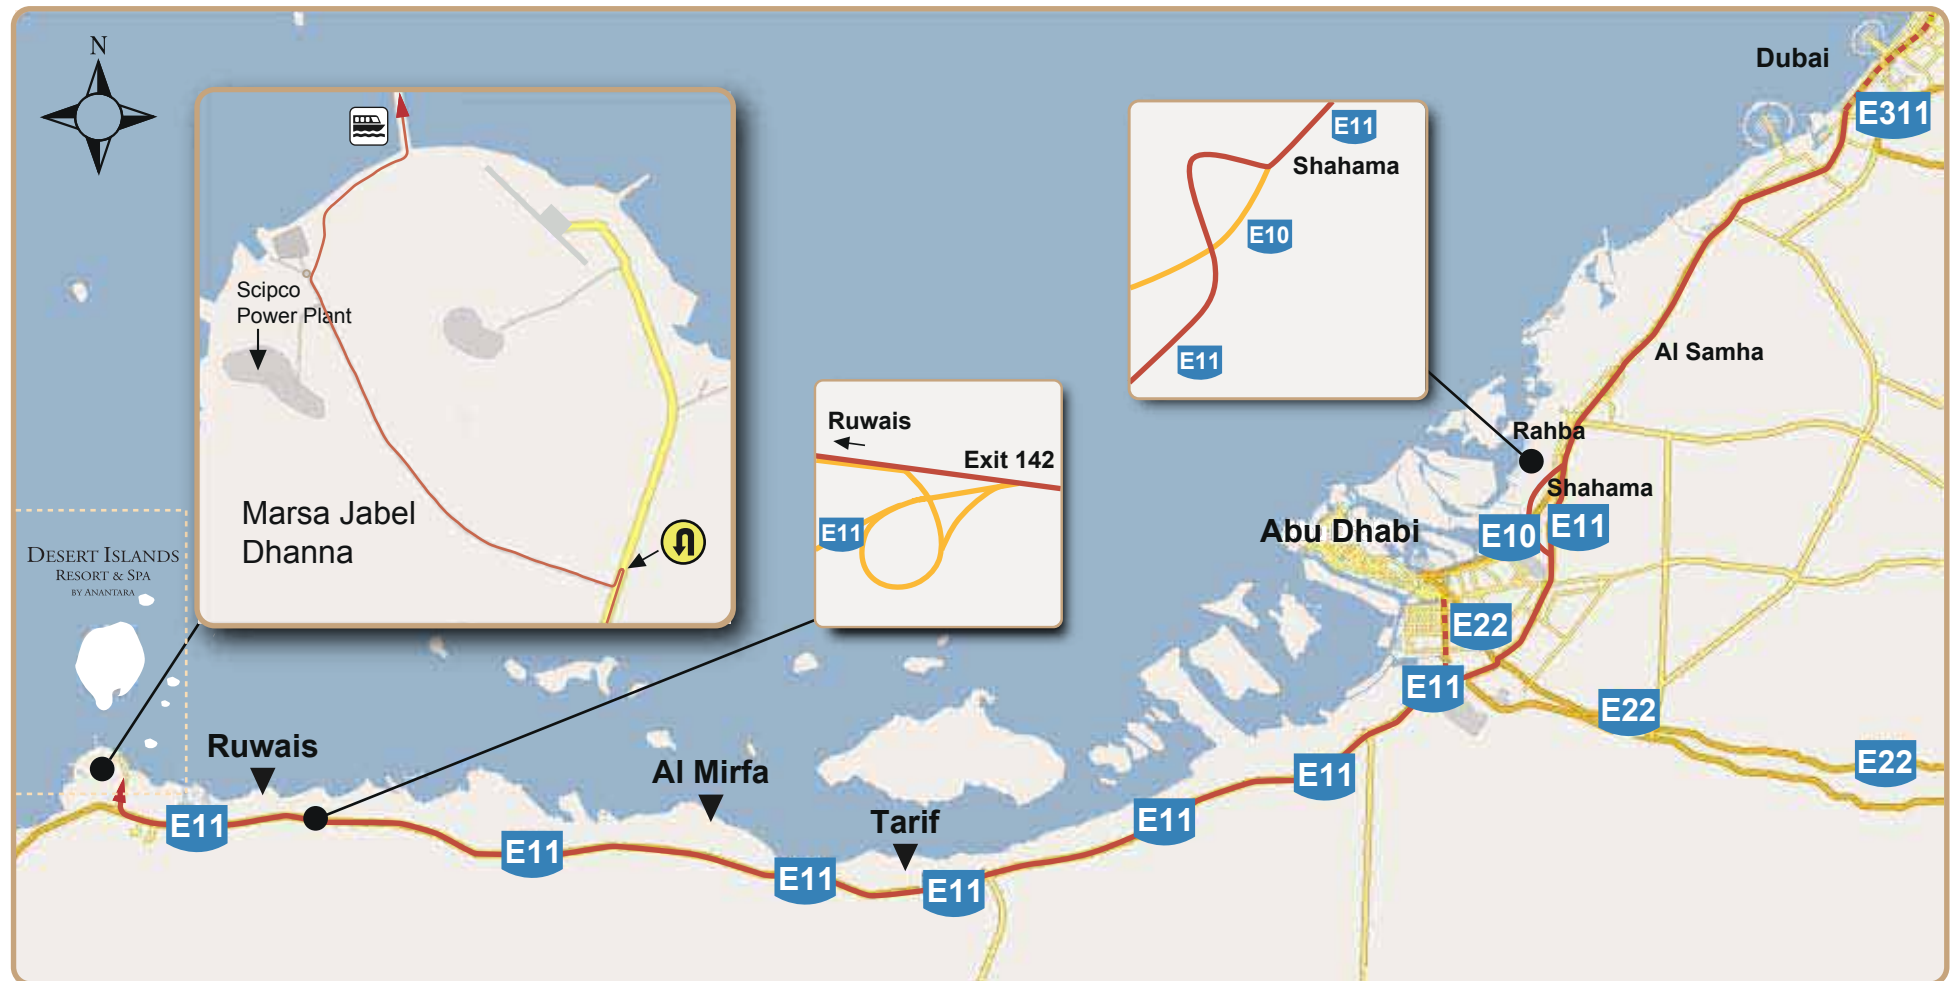 N
Dubai
E311
E11
Shahama
E10
E11
Scipco
Power Plant
Al Samha
Ruwais
Exit 142
E11
Rahba
Shahama
Marsa Jabel
Dhanna
Abu Dhabi
E10
E11
DESERT ISLANDS
RESORT & SPA
BY ANANTARA
E22
E11
E22
Ruwais
Al Mirfa
E11
E22
Tarif
E11
E11
E11
E11
E11